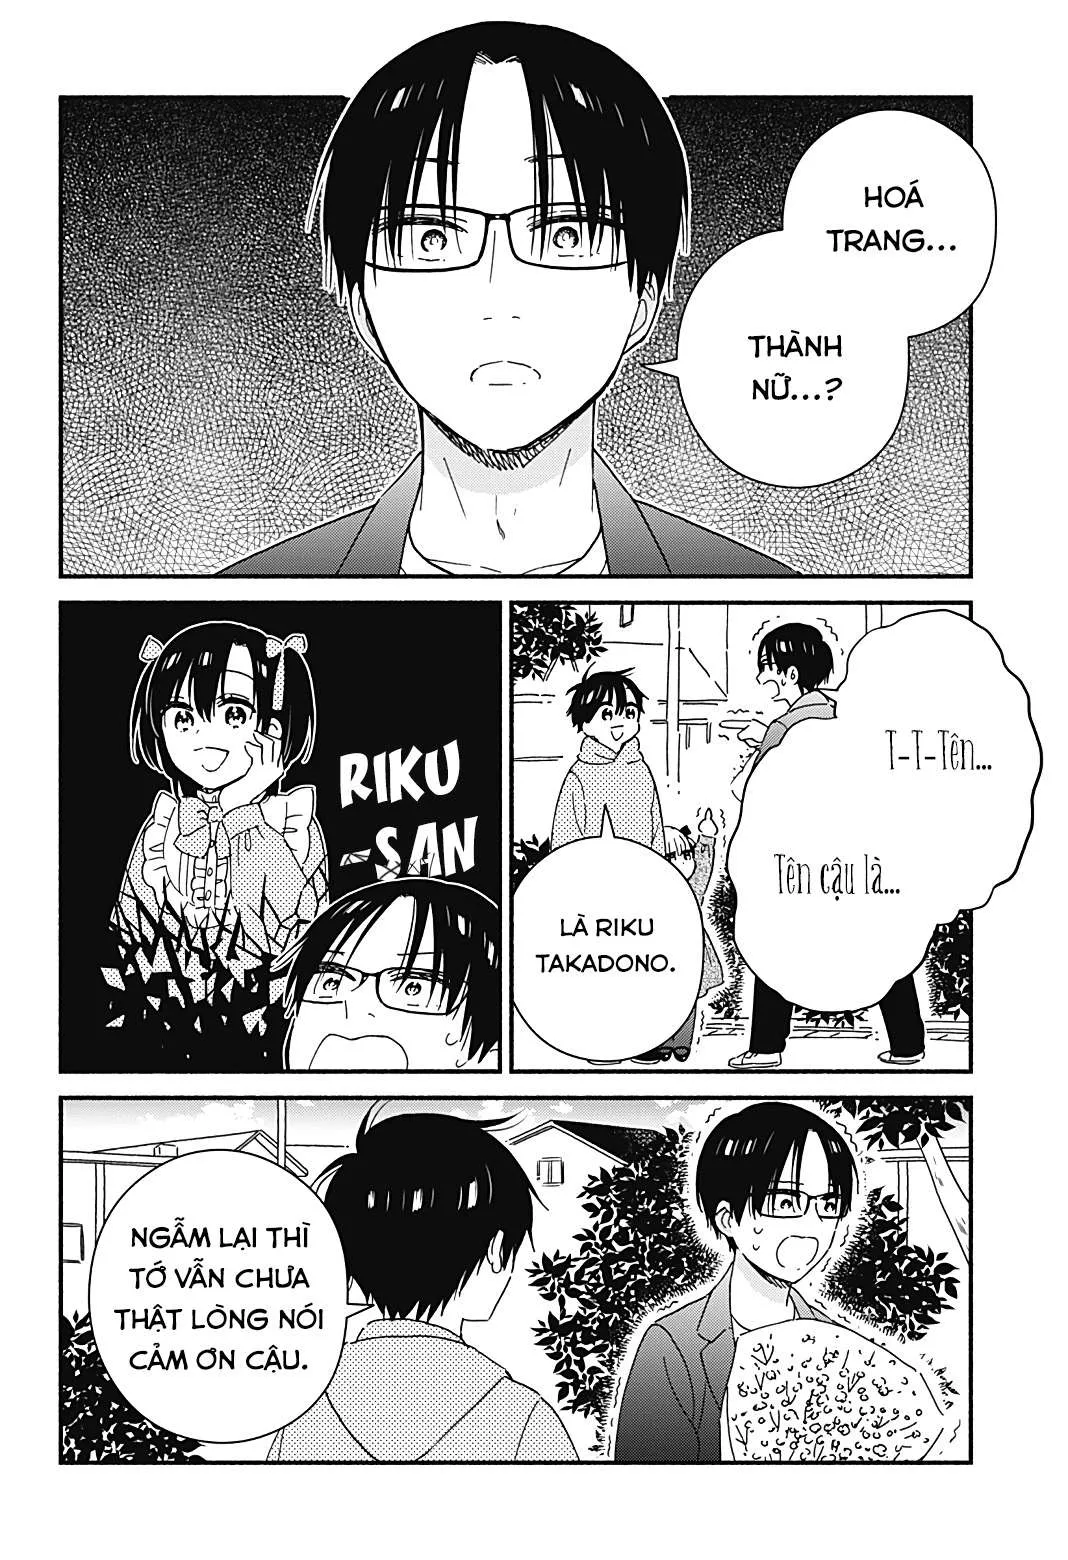 HOÁ
TRANG...
THÀNH
NỮ...?
T-T-Tên...
Tên cậu là...
LÀ RIKU
TAKADONO.
RIKU
-SAN
NGẪM LẠI THÌ
TỚ VẪN CHƯA
THẬT LÒNG NÓI
CẢM ƠN CẬU.